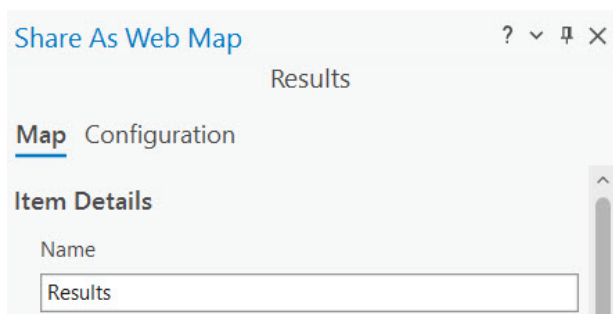 Share As Web Map
Results
Map Configuration
Item Details
Name
Results